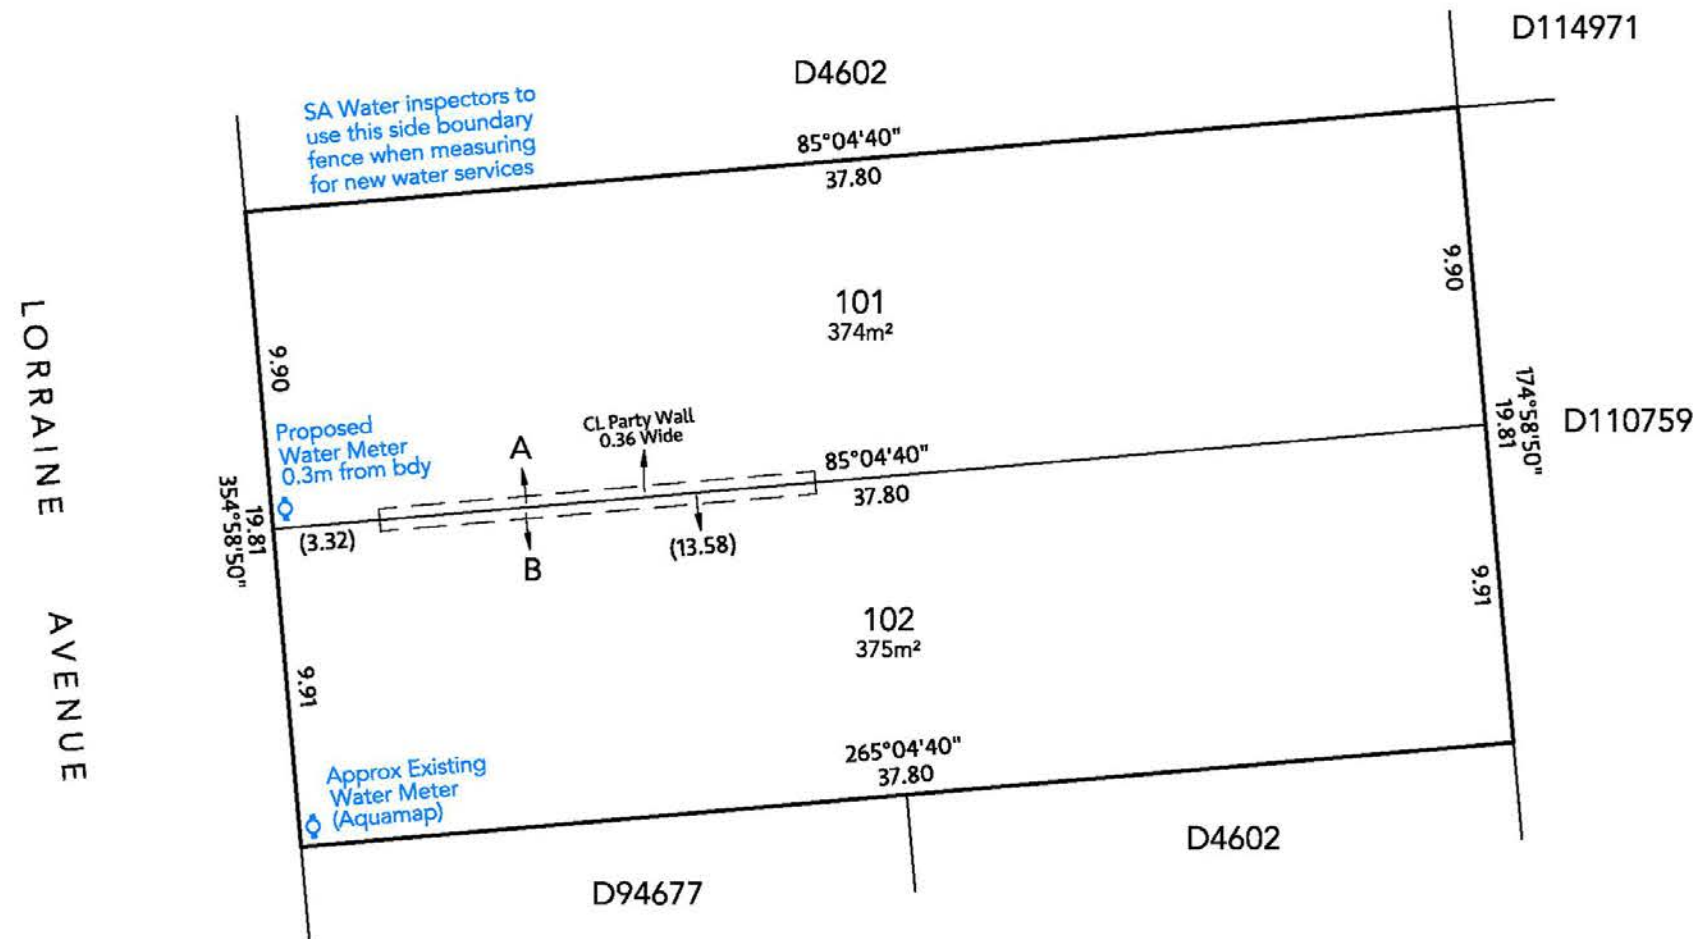 D114971
D4602
SA Water inspectors to
use this side boundary
fence when measuring
for new water services
85°04'40"
37.80
9.90
101
374m²
LORRAINE AVENUE
9.90
Proposed
Water Meter
0.3m from bdy
A
CL Party Wall
0.36 Wide
85°04'40"
37.80
174°58'50"
19.81
D110759
19.81
354°58'50"
(3.32)
(13.58)
B
9.91
102
375m²
9.91
265°04'40"
37.80
Approx Existing
Water Meter
(Aquamap)
D4602
D94677